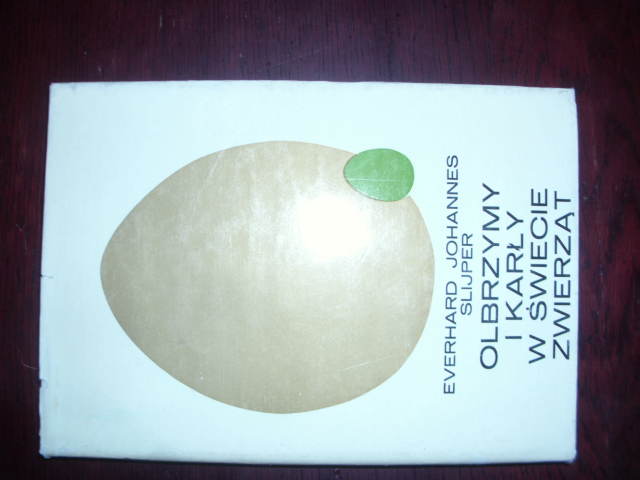 EVERHARD JOHANNES
SLIJPER
OLBRZYMY
I KARŁY
W ŚWIECIE
ZWIERZĄT